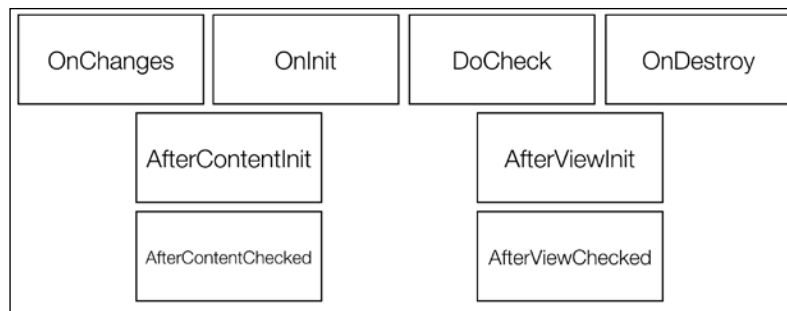 OnChanges
OnInit
DoCheck
OnDestroy
AfterContentInit
AfterViewInit
AfterContentChecked
AfterViewChecked